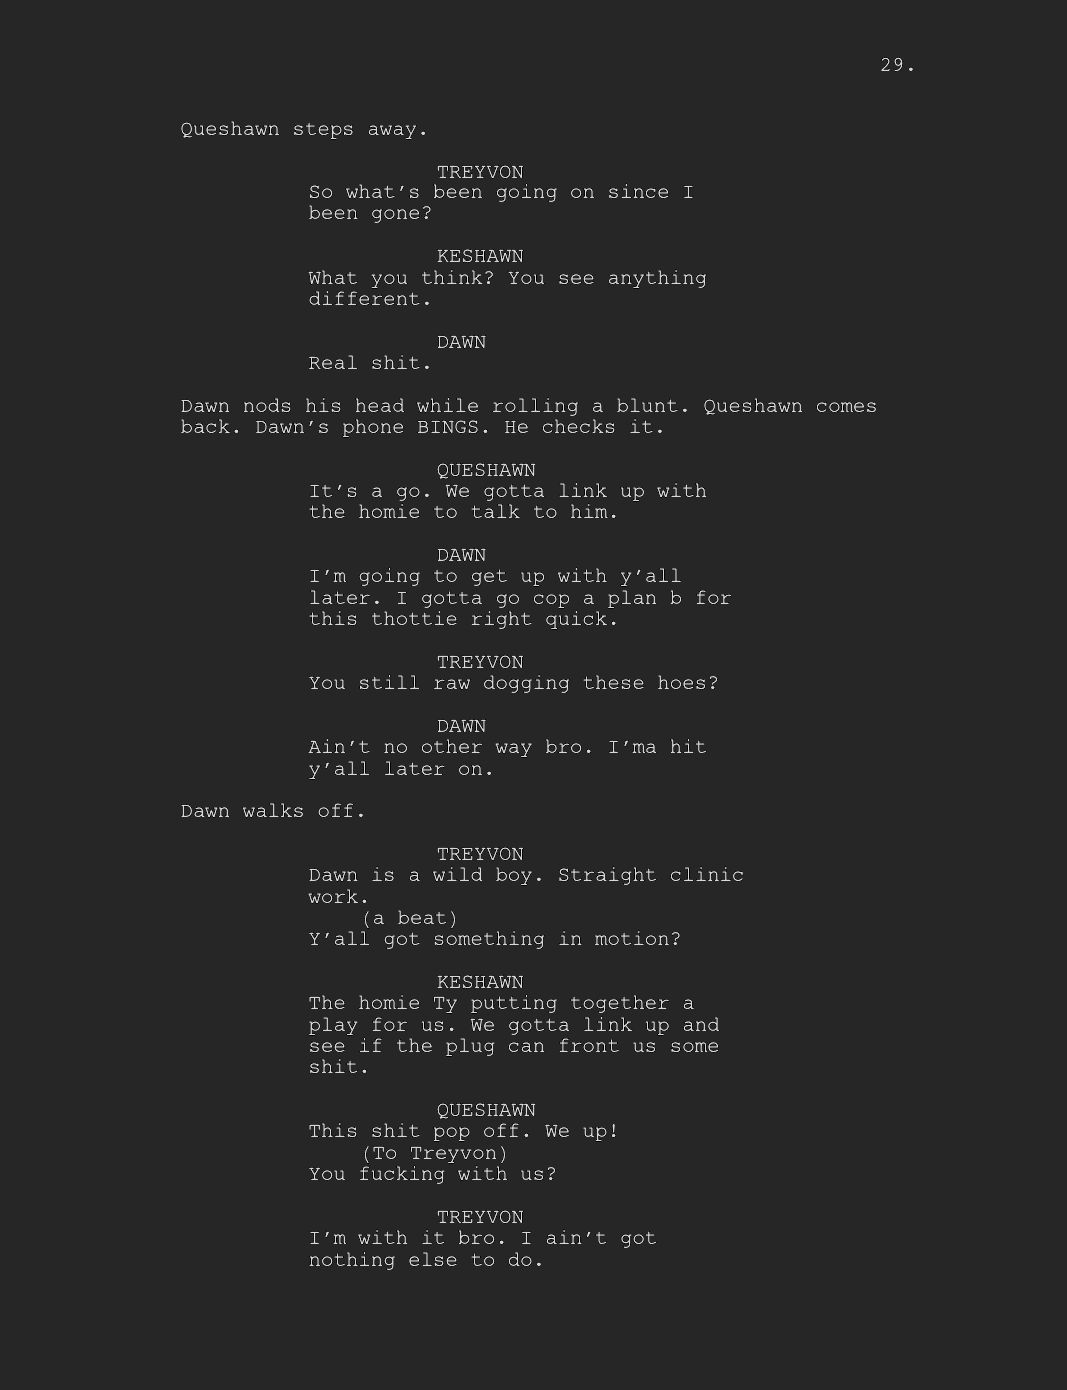 29.
Queshawn steps away.
TREYVON
So what's been going on since I
been gone?
KESHAWN
What you think? You see anything
different.
DAWN
Real shit.
Dawn nods his head while rolling a blunt. Queshawn comes
back. Dawn's phone BINGS. He checks it.
QUESHAWN
It's a go. We gotta link up with
the homie to talk to him.
DAWN
I'm going to get up with y'all
later. I gotta go cop a plan b for
this thottie right quick.
TREYVON
You still raw dogging these hoes?
DAWN
Ain't no other way bro. I'ma hit
y'all later on.
Dawn walks off.
TREYVON
Dawn is a wild boy. Straight clinic
work.
(a beat)
Y'all got something in motion?
KESHAWN
The homie Ty putting together a
play for us. We gotta link up and
see if the plug can front us some
shit.
QUESHAWN
This shit pop off. We up!
(To Treyvon)
You fucking with us?
TREYVON
I'm with it bro. I ain't got
nothing else to do.